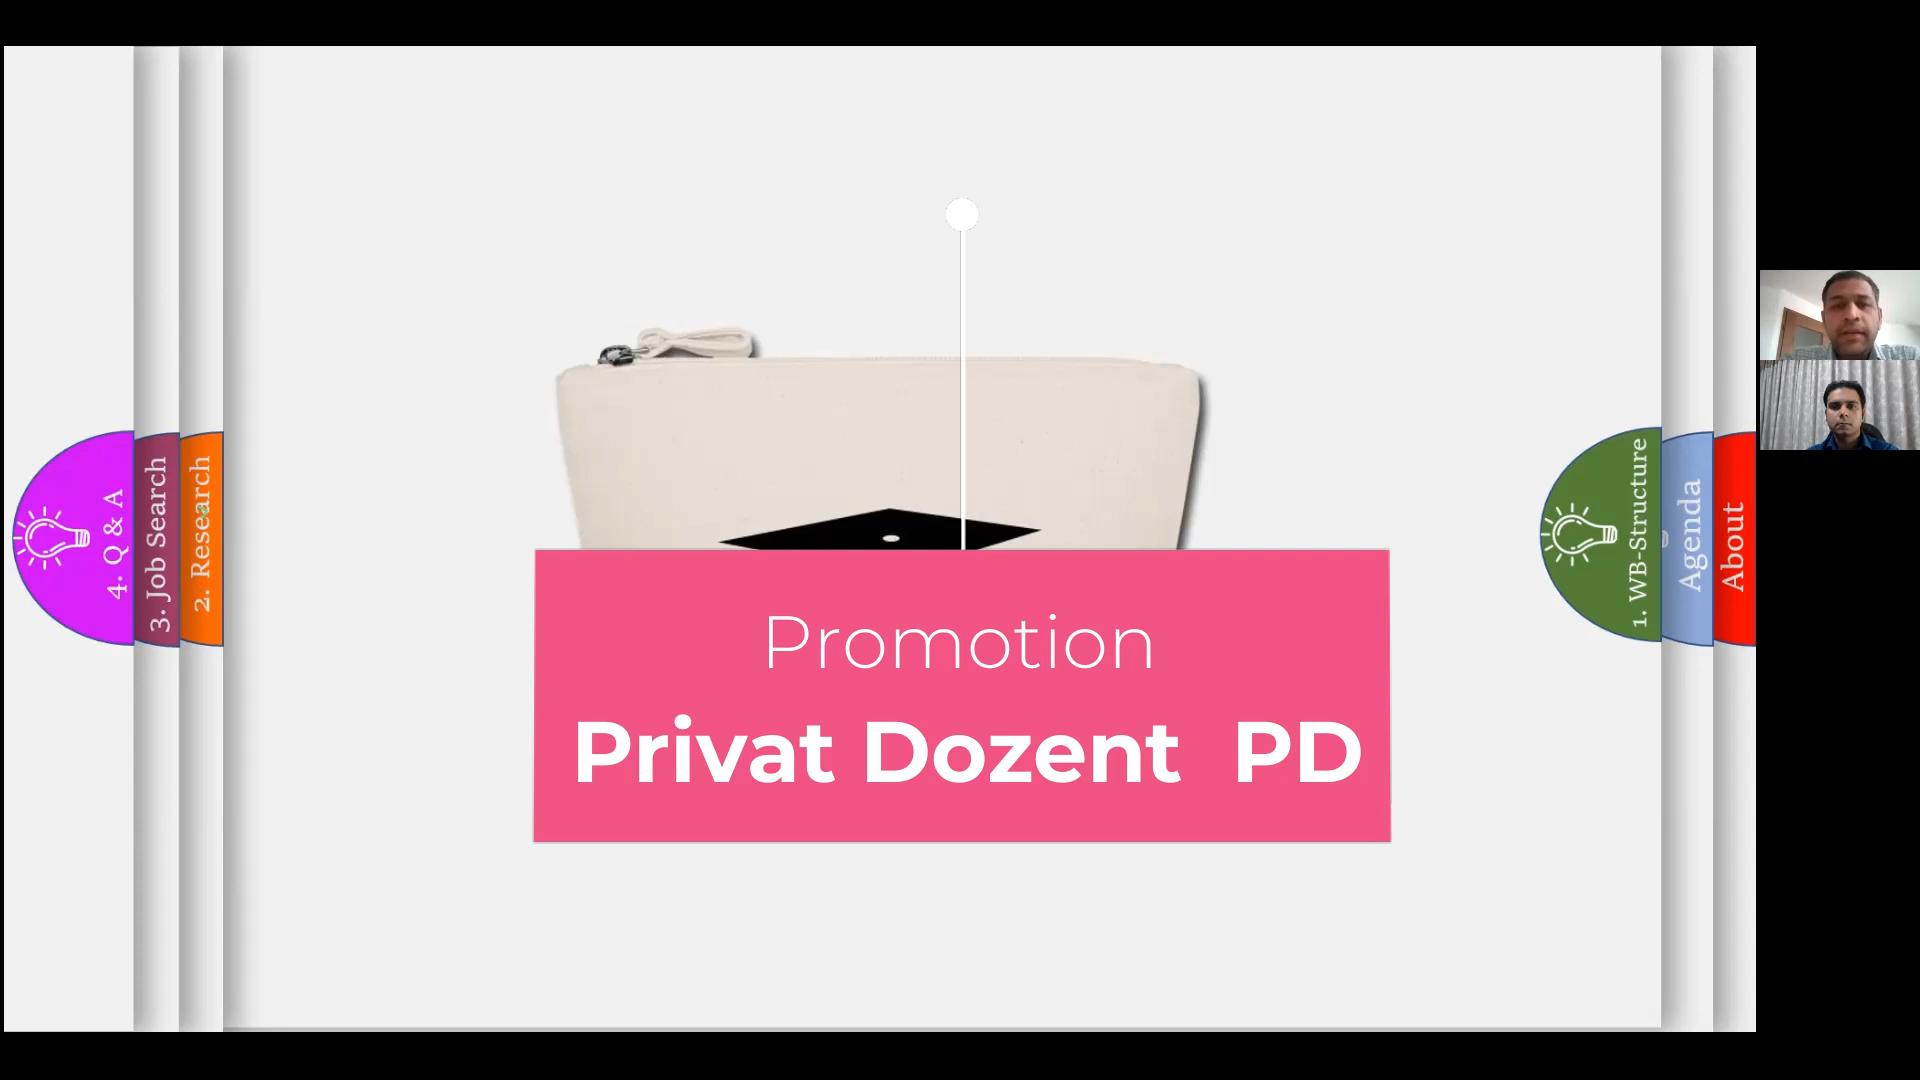 4. Q & A
3. Job Search
2. Research
Promotion
Privat Dozent PD
1. WB-Structure
Agenda
About